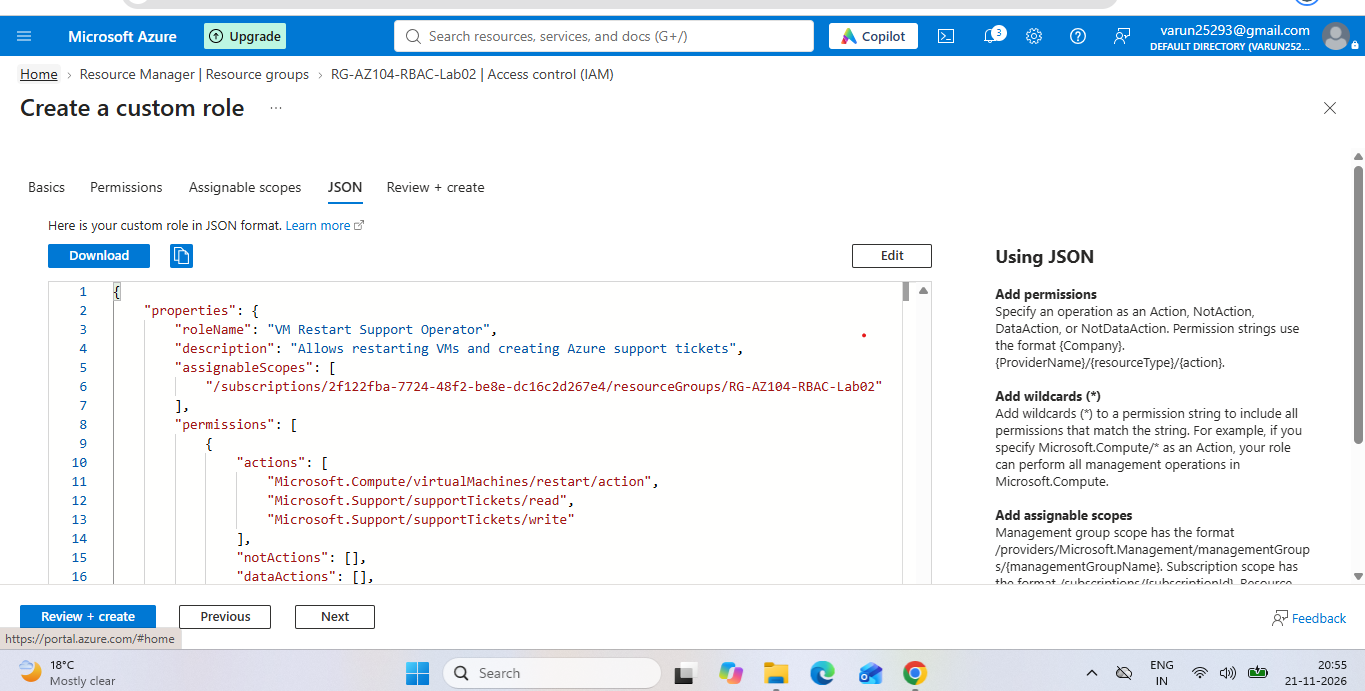 Microsoft Azure
Upgrade
Search resources, services, and docs (G+/)
Copilot
3
varun25293@gmail.com
DEFAULT DIRECTORY (VARUN252...
Home > Resource Manager | Resource groups > RG-AZ104-RBAC-Lab02 | Access control (IAM)
Create a custom role ...
Basics Permissions Assignable scopes JSON Review + create
Here is your custom role in JSON format. Learn more
Download
Edit
1 {
2 "properties": {
3 "roleName": "VM Restart Support Operator",
4 "description": "Allows restarting VMs and creating Azure support tickets",
5 "assignableScopes": [
6 "/subscriptions/2f122fba-7724-48f2-be8e-dc16c2d267e4/resourceGroups/RG-AZ104-RBAC-Lab02"
7 ],
8 "permissions": [
9 {
10 "actions": [
11 "Microsoft.Compute/virtualMachines/restart/action",
12 "Microsoft.Support/supportTickets/read",
13 "Microsoft.Support/supportTickets/write"
14 ],
15 "notActions": [],
16 "dataActions": [],
Using JSON
Add permissions
Specify an operation as an Action, NotAction,
DataAction, or NotDataAction. Permission strings use
the format {Company}.
{ProviderName}/{resourceType}/{action}.
Add wildcards (*)
Add wildcards (*) to a permission string to include all
permissions that match the string. For example, if you
specify Microsoft.Compute/* as an Action, your role
can perform all management operations in
Microsoft.Compute.
Add assignable scopes
Management group scope has the format
/providers/Microsoft.Management/managementGroup
s/{managementGroupName}. Subscription scope has
the format /subscriptions/{subscriptionId}. Resource
Review + create
Previous
Next
Feedback
https://portal.azure.com/#home
18°C
Mostly clear
Search
ENG
IN
20:55
21-11-2026